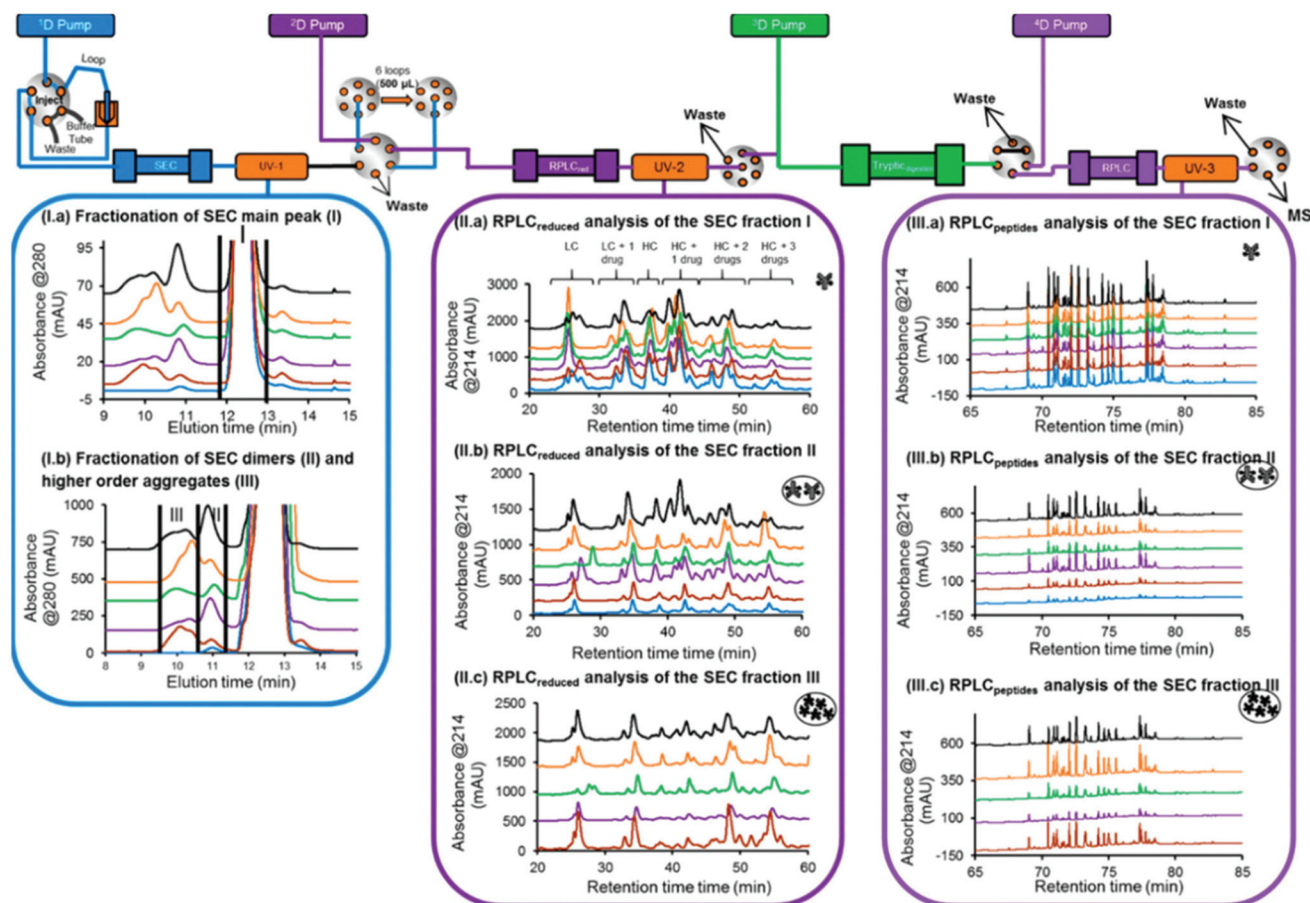 ¹D Pump
²D Pump
³D Pump
⁴D Pump
Loop
Inject
Buffer
Tube
Waste
6 loops
(500 µL)
Waste
Waste
Waste
Waste
SEC
UV-1
RPLCred
UV-2
Trypticdigestion
RPLC
UV-3
MS
(I.a) Fractionation of SEC main peak (I)
I
Absorbance @280
(mAU)
95
70
45
20
-5
9 10 11 12 13 14 15
Elution time (min)
(I.b) Fractionation of SEC dimers (II) and
higher order aggregates (III)
III II
Absorbance
@280 (mAU)
1000
750
500
250
0
8 9 10 11 12 13 14 15
Elution time (min)
(II.a) RPLCreduced analysis of the SEC fraction I
LC
LC + 1
drug
HC
HC +
1 drug
HC + 2
drugs
HC + 3
drugs
Absorbance
@214 (mAU)
3000
2000
1000
0
20 30 40 50 60
Retention time (min)
(II.b) RPLCreduced analysis of the SEC fraction II
Absorbance @214
(mAU)
2000
1500
1000
500
0
20 30 40 50 60
Retention time time (min)
(II.c) RPLCreduced analysis of the SEC fraction III
Absorbance @214
(mAU)
2500
2000
1500
1000
500
0
20 30 40 50 60
Retention time time (min)
(III.a) RPLCpeptides analysis of the SEC fraction I
Absorbance @214
(mAU)
600
350
100
-150
65 70 75 80 85
Retention time (min)
(III.b) RPLCpeptides analysis of the SEC fraction II
Absorbance @214
(mAU)
600
350
100
-150
65 70 75 80 85
Retention time (min)
(III.c) RPLCpeptides analysis of the SEC fraction III
Absorbance @214
(mAU)
600
350
100
-150
65 70 75 80 85
Retention time (min)